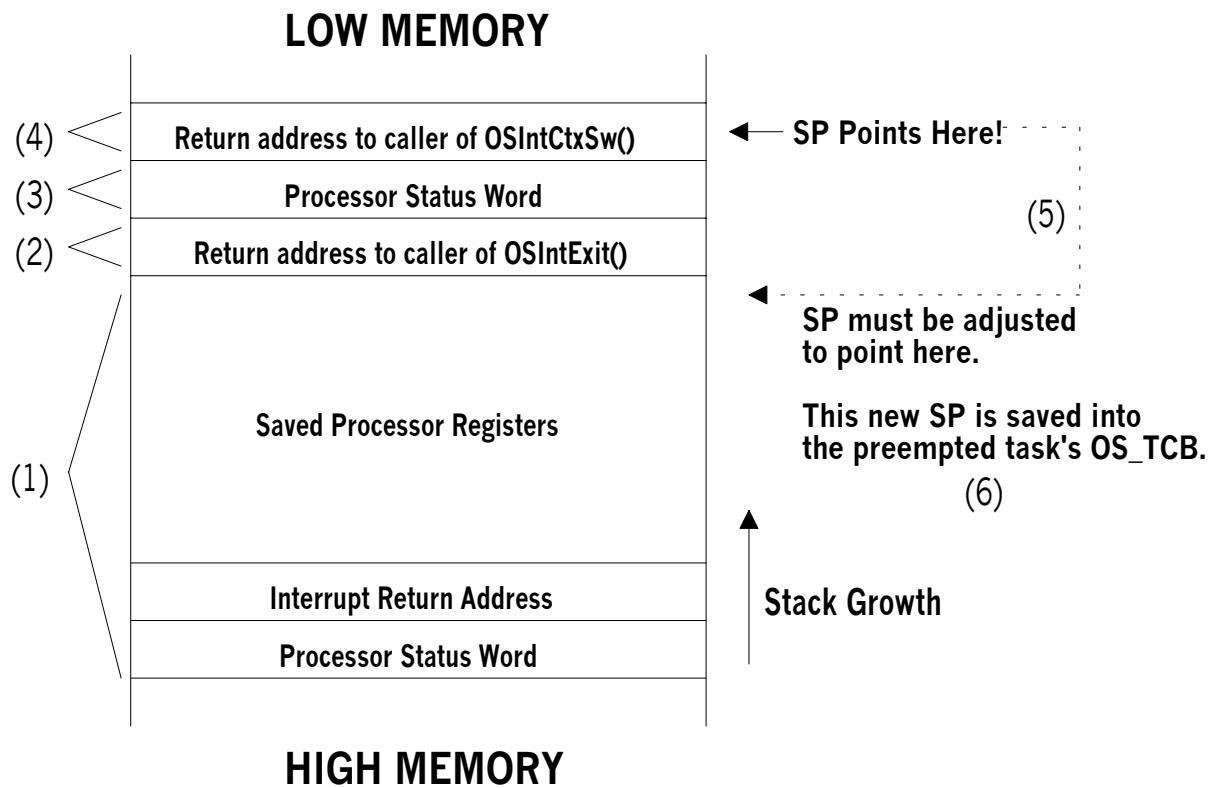 LOW MEMORY
(4)
Return address to caller of OSIntCtxSw()
SP Points Here!
(3)
Processor Status Word
(5)
(2)
Return address to caller of OSIntExit()
SP must be adjusted
to point here.
Saved Processor Registers
This new SP is saved into
the preempted task's OS_TCB.
(1)
(6)
Interrupt Return Address
Stack Growth
Processor Status Word
HIGH MEMORY